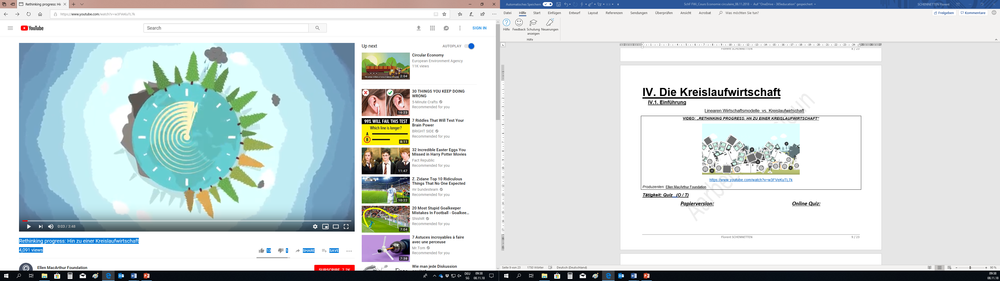 Rethinking progress: Hi
https://www.youtube.com/watch?v=w3FVeKuTL7k
YouTube
Search
SIGN IN
Up next
AUTOPLAY
Circular Economy
European Environment Agency
11K views
2:04
30 THINGS YOU KEEP DOING
WRONG
5-Minute Crafts
Recommended for you
16:23
99% WILL FAIL THIS TEST
Which line is longer?
A
B
8:11
7 Riddles That Will Test Your
Brain Power
BRIGHT SIDE
Recommended for you
32 Incredible Easter Eggs You
Missed in Harry Potter Movies
Fact Republic
Recommended for you
11:47
Z. Zidane Top 10 Ridiculous
Things That No One Expected
mr bundesteam
Recommended for you
10:22
20 Most Stupid Goalkeeper
Mistakes In Football - Goalkee...
ShishiR
Recommended for you
7:04
7 Astuces incroyables à faire
avec une perceuse
Mr.Tom
Recommended for you
7:38
Wie man jede Diskussion
0:03 / 3:48
Rethinking progress: Hin zu einer Kreislaufwirtschaft
4,091 views
13
1
SHARE
SAVE
Ellen MacArthur Foundation
SUBSCRIBE 7.2K
DEU
SG
09:38
08.11.18
Automatisches Speichern
SchF FWi_Cours Economie circulaire_08.11.2018 - Auf "OneDrive - 365education" gespeichert
SCHENNETTEN Florent
Datei Hilfe Start Einfügen Entwurf Layout Referenzen Sendungen Überprüfen Ansicht Acrobat Was möchten Sie tun?
Freigeben
Kommentare
Hilfe
Feedback
Schulung
anzeigen
Neuerungen
Hilfe
Florent SCHENNETTEN 8 / 23
IV. Die Kreislaufwirtschaft
IV.1. Einführung
Linearen Wirtschaftsmodelle vs. Kreislaufwirtschaft
VIDEO: „RETHINKING PROGRESS: HN ZU EINER KREISLAUFWIRTSCHAFT“
https://www.youtube.com/watch?v=w3FVeKuTL7k
Produzenten: Ellen MacArthur Foundation
Tätigkeit: Quiz (O / T)
Papierversion: Online Quiz:
Florent SCHENNETTEN 9 / 23
Seite 9 von 23 1750 Wörter Deutsch (Deutschland)
90 %
09:38
08.11.18